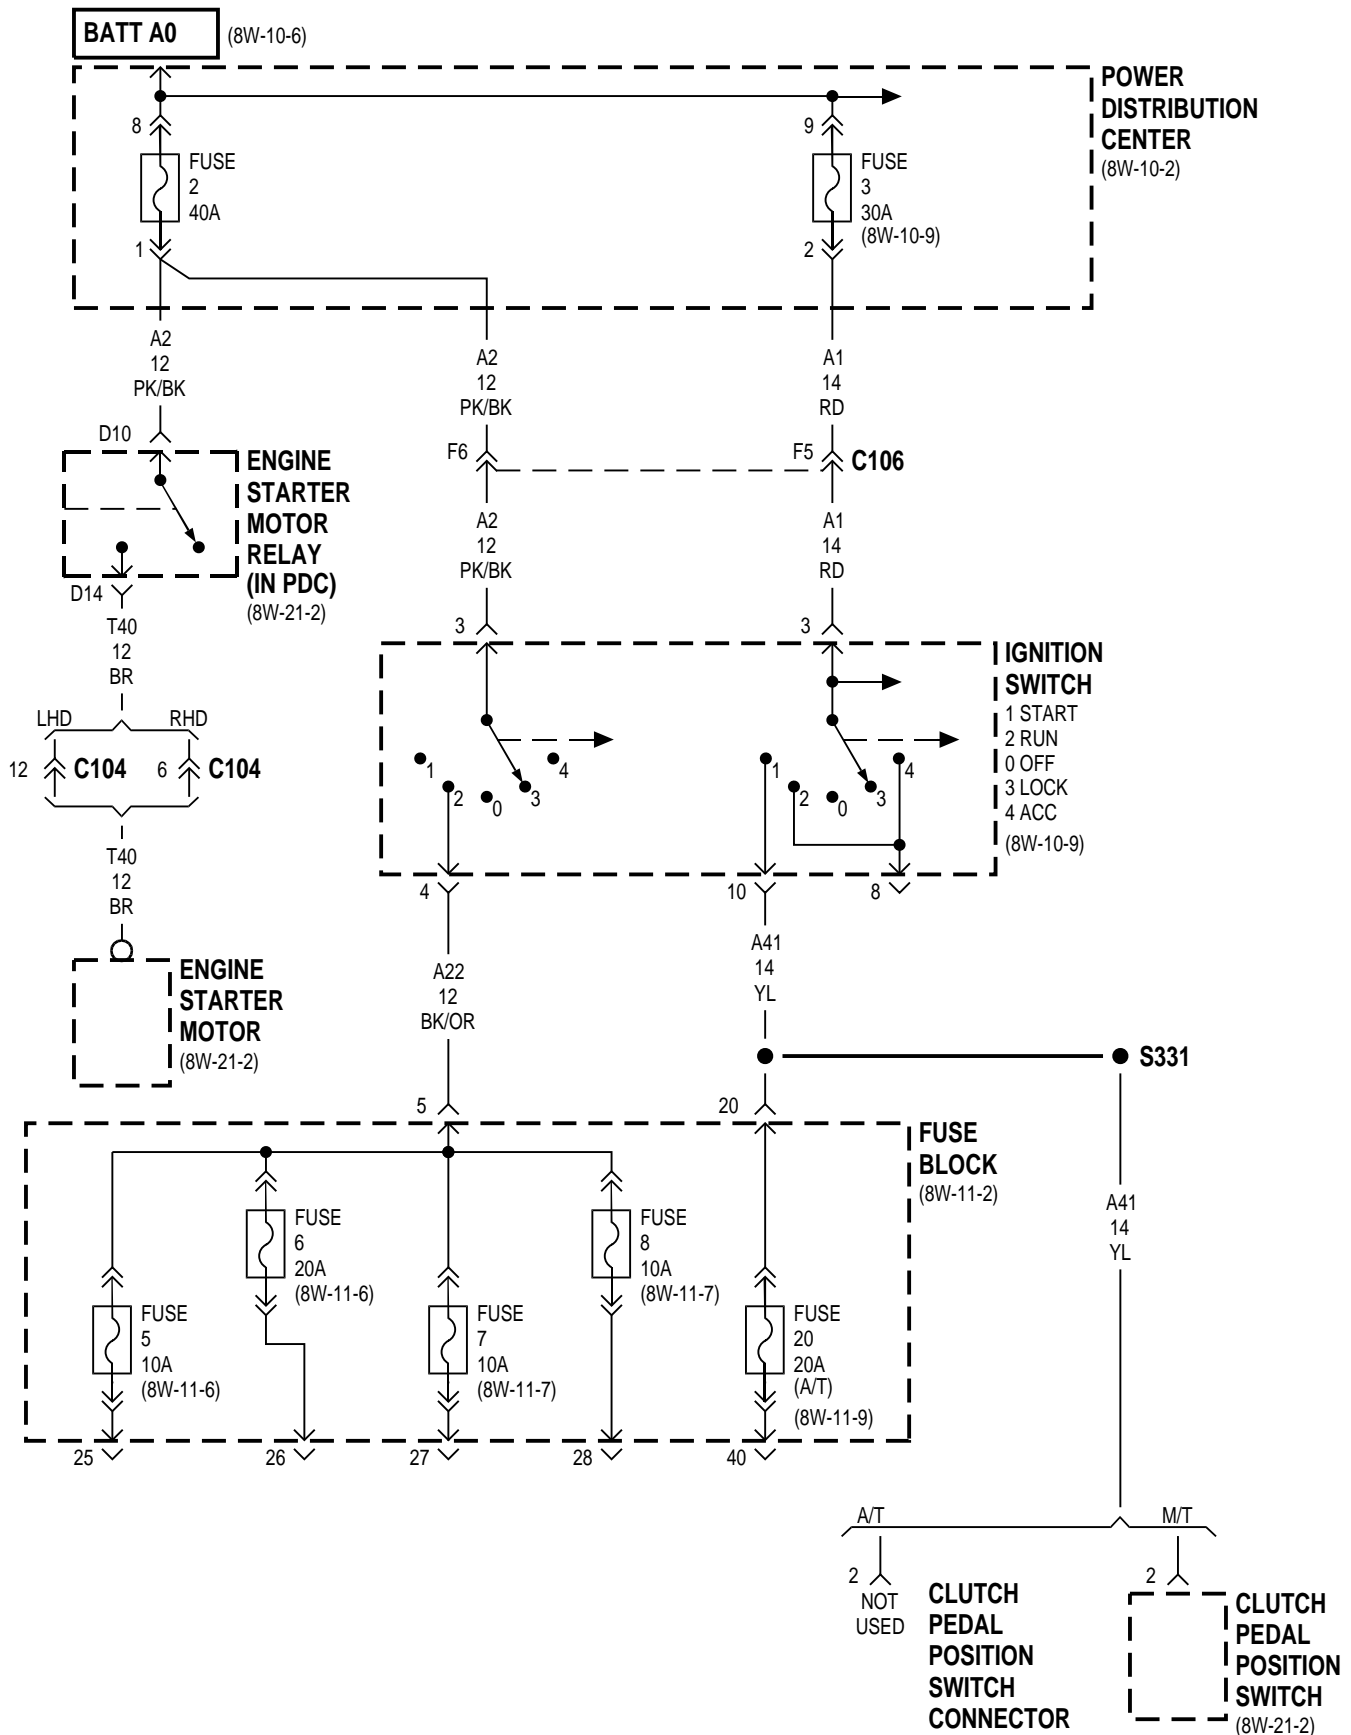 BATT A0
(8W-10-6)
POWER
DISTRIBUTION
CENTER
(8W-10-2)
8
FUSE
2
40A
1
9
FUSE
3
30A
(8W-10-9)
2
A2
12
PK/BK
A2
12
PK/BK
A1
14
RD
D10
F6
F5
C106
ENGINE
STARTER
MOTOR
RELAY
(IN PDC)
(8W-21-2)
A2
12
PK/BK
A1
14
RD
D14
T40
12
BR
3
3
IGNITION
SWITCH
1 START
2 RUN
0 OFF
3 LOCK
4 ACC
(8W-10-9)
LHD
RHD
12
C104
6
C104
1
2
0
3
4
1
2
0
3
4
T40
12
BR
4
10
8
A22
12
BK/OR
A41
14
YL
ENGINE
STARTER
MOTOR
(8W-21-2)
S331
5
20
FUSE
BLOCK
(8W-11-2)
FUSE
6
20A
(8W-11-6)
FUSE
8
10A
(8W-11-7)
A41
14
YL
FUSE
5
10A
(8W-11-6)
FUSE
7
10A
(8W-11-7)
FUSE
20
20A
(A/T)
(8W-11-9)
25
26
27
28
40
A/T
M/T
2
NOT
USED
CLUTCH
PEDAL
POSITION
SWITCH
CONNECTOR
2
CLUTCH
PEDAL
POSITION
SWITCH
(8W-21-2)